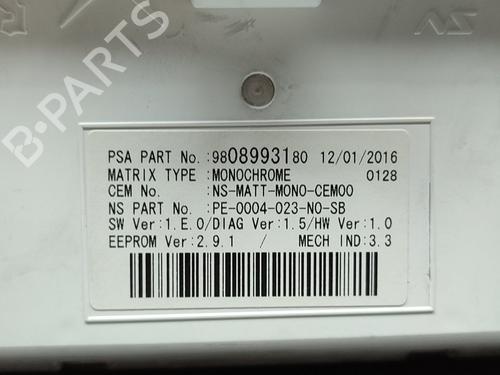 B-PARTS
NS
PSA PART No.:9808993180 12/01/2016
MATRIX TYPE :MONOCHROME 0128
CEM No. :NS-MATT-MONO-CEM00
NS PART No. :PE-0004-023-N0-SB
SW Ver:1.E.0/DIAG Ver:1.5/HW Ver:1.0
EEPROM Ver:2.9.1 / MECH IND:3.3